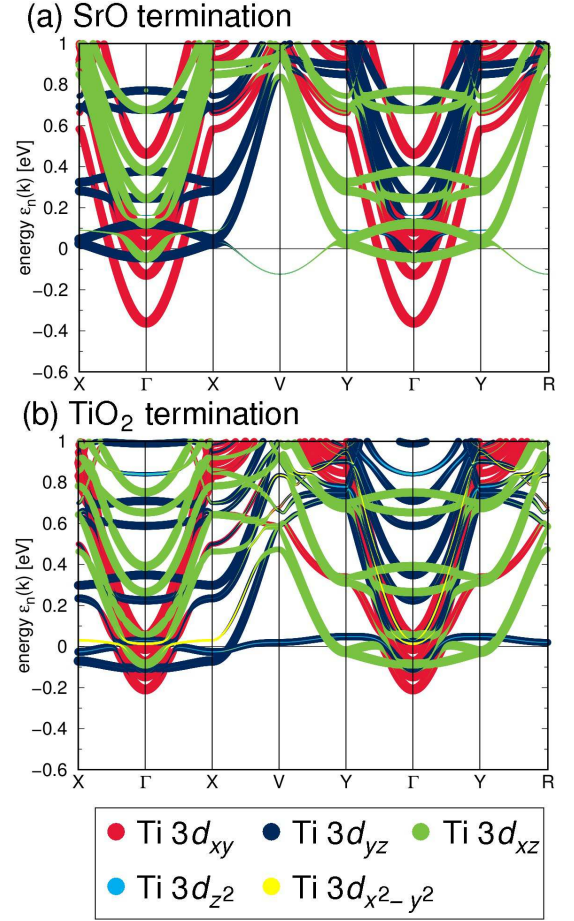 (a) SrO termination
energy εn(k) [eV]
1
0.8
0.6
0.4
0.2
0
−0.2
−0.4
−0.6
X Γ X V Y Γ Y R
(b) TiO2 termination
energy εn(k) [eV]
1
0.8
0.6
0.4
0.2
0
−0.2
−0.4
−0.6
X Γ X V Y Γ Y R
Ti 3dxy Ti 3dyz Ti 3dxz
Ti 3dz2 Ti 3dx2−y2